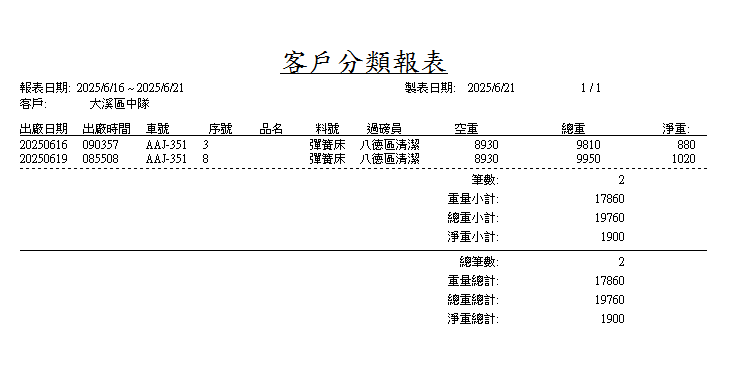 客戶分類報表
報表日期: 2025/6/16 ~ 2025/6/21 製表日期: 2025/6/21 1 / 1
客戶: 大溪區中隊
出廠日期 出廠時間 車號 序號 品名 料號 過磅員 空重 總重 淨重:
20250616 090357 AAJ-351 3 彈簧床 八德區清潔 8930 9810 880
20250619 085508 AAJ-351 8 彈簧床 八德區清潔 8930 9950 1020
筆數: 2
重量小計: 17860
總重小計: 19760
淨重小計: 1900
總筆數: 2
重量總計: 17860
總重總計: 19760
淨重總計: 1900